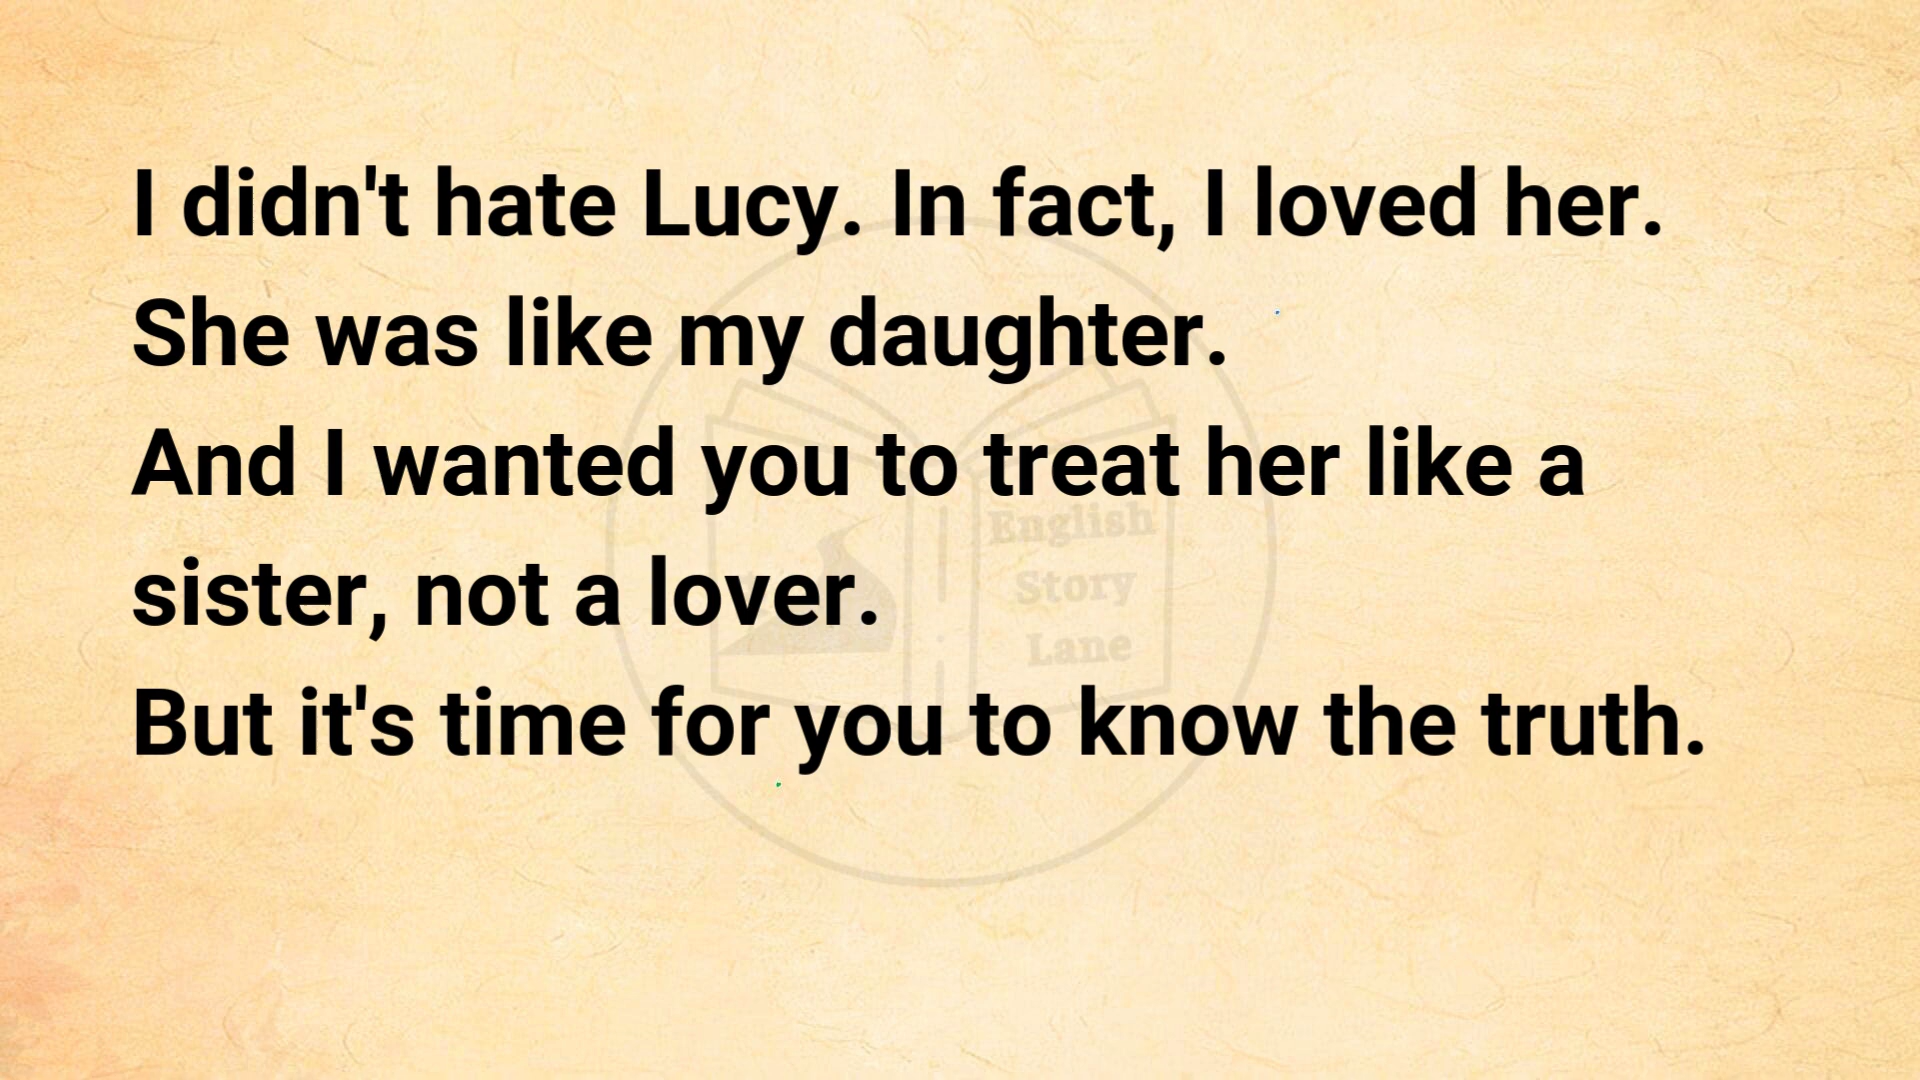 I didn't hate Lucy. In fact, I loved her.
She was like my daughter.
And I wanted you to treat her like a
sister, not a lover.
But it's time for you to know the truth.
English
Story
Lane